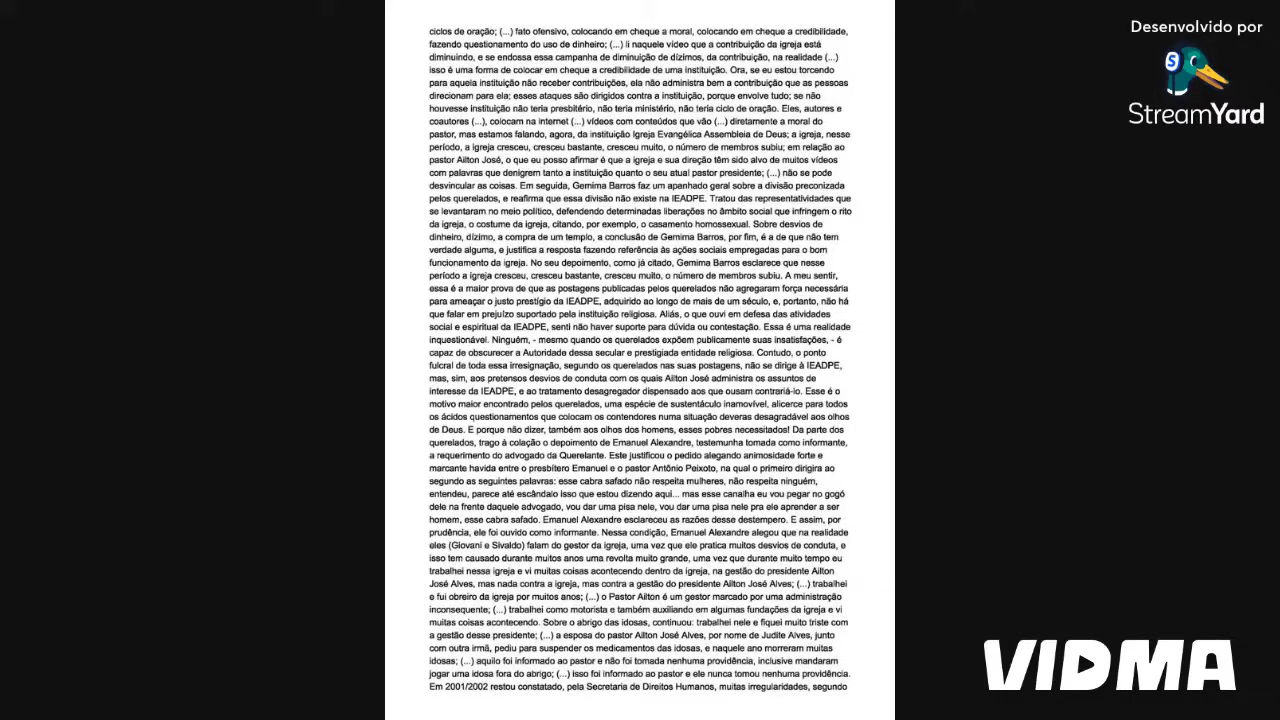 Desenvolvido por
StreamYard
ciclos de oração; (...) fato ofensivo, colocando em cheque a moral, colocando em cheque a credibilidade,
fazendo questionamento do uso de dinheiro; (...) li naquele vídeo que a contribuição da igreja está
diminuindo, e se endossa essa campanha de diminuição de dízimos, da contribuição, na realidade (...)
isso é uma forma de colocar em cheque a credibilidade de uma instituição. Ora, se eu estou torcendo
para aquela instituição não receber contribuições, ela não administra bem a contribuição que as pessoas
direcionam para ela; esses ataques são dirigidos contra a instituição, porque envolve tudo; se não
houvesse instituição não teria presbitério, não teria ministério, não teria ciclo de oração. Eles, autores e
coautores (...), colocam na internet (...) vídeos com conteúdos que vão (...) diretamente a moral do
pastor, mas estamos falando, agora, da instituição Igreja Evangélica Assembleia de Deus; a igreja, nesse
período, a igreja cresceu, cresceu bastante, cresceu muito, o número de membros subiu; em relação ao
pastor Ailton José, o que eu posso afirmar é que a igreja e sua direção têm sido alvo de muitos vídeos
com palavras que denigrem tanto a instituição quanto o seu atual pastor presidente; (...) não se pode
desvincular as coisas. Em seguida, Gemima Barros faz um apanhado geral sobre a divisão preconizada
pelos querelados, e reafirma que essa divisão não existe na IEADPE. Tratou das representatividades que
se levantaram no meio político, defendendo determinadas liberações no âmbito social que infringem o rito
da igreja, o costume da igreja, citando, por exemplo, o casamento homossexual. Sobre desvios de
dinheiro, dízimo, a compra de um templo, a conclusão de Gemima Barros, por fim, é a de que não tem
verdade alguma, e justifica a resposta fazendo referência às ações sociais empregadas para o bom
funcionamento da igreja. No seu depoimento, como já citado, Gemima Barros esclarece que nesse
período a igreja cresceu, cresceu bastante, cresceu muito, o número de membros subiu. A meu sentir,
essa é a maior prova de que as postagens publicadas pelos querelados não agregaram força necessária
para ameaçar o justo prestígio da IEADPE, adquirido ao longo de mais de um século, e, portanto, não há
que falar em prejuízo suportado pela instituição religiosa. Aliás, o que ouvi em defesa das atividades
social e espiritual da IEADPE, senti não haver suporte para dúvida ou contestação. Essa é uma realidade
inquestionável. Ninguém, - mesmo quando os querelados expõem publicamente suas insatisfações, - é
capaz de obscurecer a Autoridade dessa secular e prestigiada entidade religiosa. Contudo, o ponto
fulcral de toda essa irresignação, segundo os querelados nas suas postagens, não se dirige à IEADPE,
mas, sim, aos pretensos desvios de conduta com os quais Ailton José administra os assuntos de
interesse da IEADPE, e ao tratamento desagregador dispensado aos que ousam contrariá-lo. Esse é o
motivo maior encontrado pelos querelados, uma espécie de sustentáculo inamovível, alicerce para todos
os ácidos questionamentos que colocam os contendores numa situação deveras desagradável aos olhos
de Deus. E porque não dizer, também aos olhos dos homens, esses pobres necessitados! Da parte dos
querelados, trago à colação o depoimento de Emanuel Alexandre, testemunha tomada como informante,
a requerimento do advogado da Querelante. Este justificou o pedido alegando animosidade forte e
marcante havida entre o presbítero Emanuel e o pastor Antônio Peixoto, na qual o primeiro dirigira ao
segundo as seguintes palavras: esse cabra safado não respeita mulheres, não respeita ninguém,
entendeu, parece até escândalo isso que estou dizendo aqui... mas esse canalha eu vou pegar no gogó
dele na frente daquele advogado, vou dar uma pisa nele, vou dar uma pisa nele pra ele aprender a ser
homem, esse cabra safado. Emanuel Alexandre esclareceu as razões desse destempero. E assim, por
prudência, ele foi ouvido como informante. Nessa condição, Emanuel Alexandre alegou que na realidade
eles (Giovani e Sivaldo) falam do gestor da igreja, uma vez que ele pratica muitos desvios de conduta, e
isso tem causado durante muitos anos uma revolta muito grande, uma vez que durante muito tempo eu
trabalhei nessa igreja e vi muitas coisas acontecendo dentro da igreja, na gestão do presidente Ailton
José Alves, mas nada contra a igreja, mas contra a gestão do presidente Ailton José Alves; (...) trabalhei
e fui obreiro da igreja por muitos anos; (...) o Pastor Ailton é um gestor marcado por uma administração
inconsequente; (...) trabalhei como motorista e também auxiliando em algumas fundações da igreja e vi
muitas coisas acontecendo. Sobre o abrigo das idosas, continuou: trabalhei nele e fiquei muito triste com
a gestão desse presidente; (...) a esposa do pastor Ailton José Alves, por nome de Judite Alves, junto
com outra irmã, pediu para suspender os medicamentos das idosas, e naquele ano morreram muitas
idosas; (...) aquilo foi informado ao pastor e não foi tomada nenhuma providência, inclusive mandaram
jogar uma idosa fora do abrigo; (...) isso foi informado ao pastor e ele nunca tomou nenhuma providência.
Em 2001/2002 restou constatado, pela Secretaria de Direitos Humanos, muitas irregularidades, segundo
VIDMA